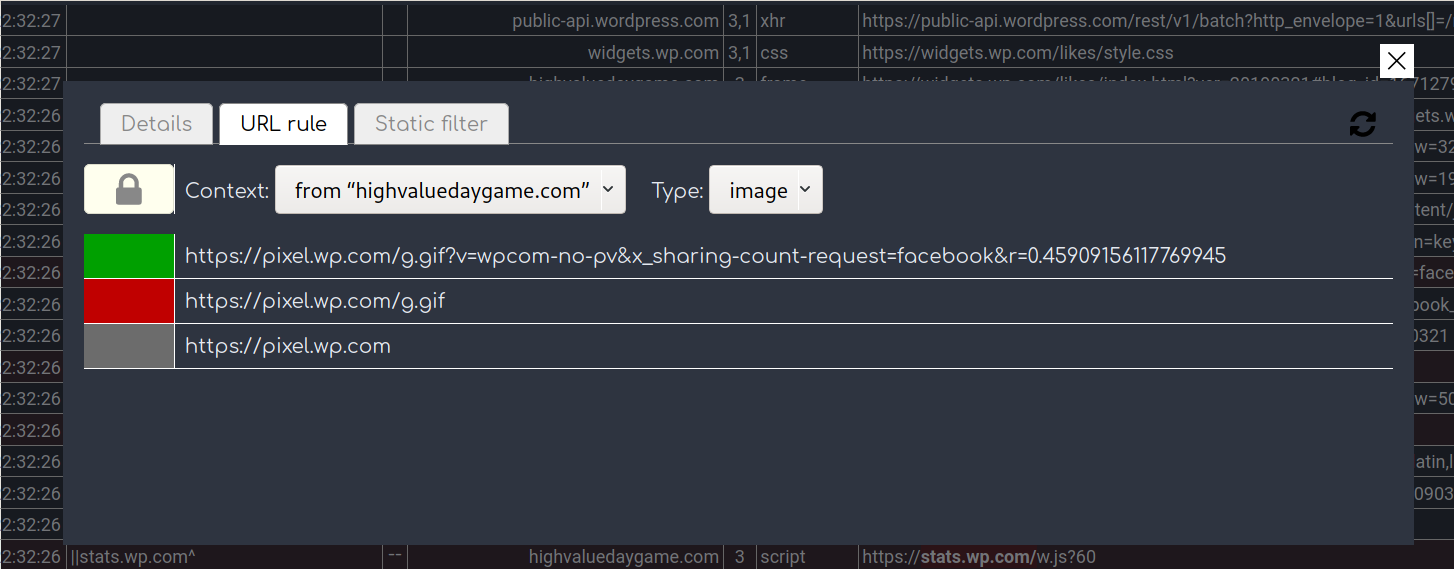 2:32:27 public-api.wordpress.com 3,1 xhr https://public-api.wordpress.com/rest/v1/batch?http_envelope=1&urls[]=/
2:32:27 widgets.wp.com 3,1 css https://widgets.wp.com/likes/style.css
2:32:27 highvaluedaygame.com 3 frame
2:32:26 ets.w
Details URL rule Static filter
2:32:26 w=32
2:32:26 w=19
Context: from “highvaluedaygame.com” Type: image
2:32:26 tent/
2:32:26 n=key
https://pixel.wp.com/g.gif?v=wpcom-no-pv&x_sharing-count-request=facebook&r=0.45909156117769945
2:32:26 =face
https://pixel.wp.com/g.gif
2:32:26 ook_
2:32:26 0321
https://pixel.wp.com
2:32:26
2:32:26 w=50
2:32:26
2:32:26 atin,l
2:32:26 0903
2:32:26
2:32:26 ||stats.wp.com^ -- highvaluedaygame.com 3 script https://stats.wp.com/w.js?60